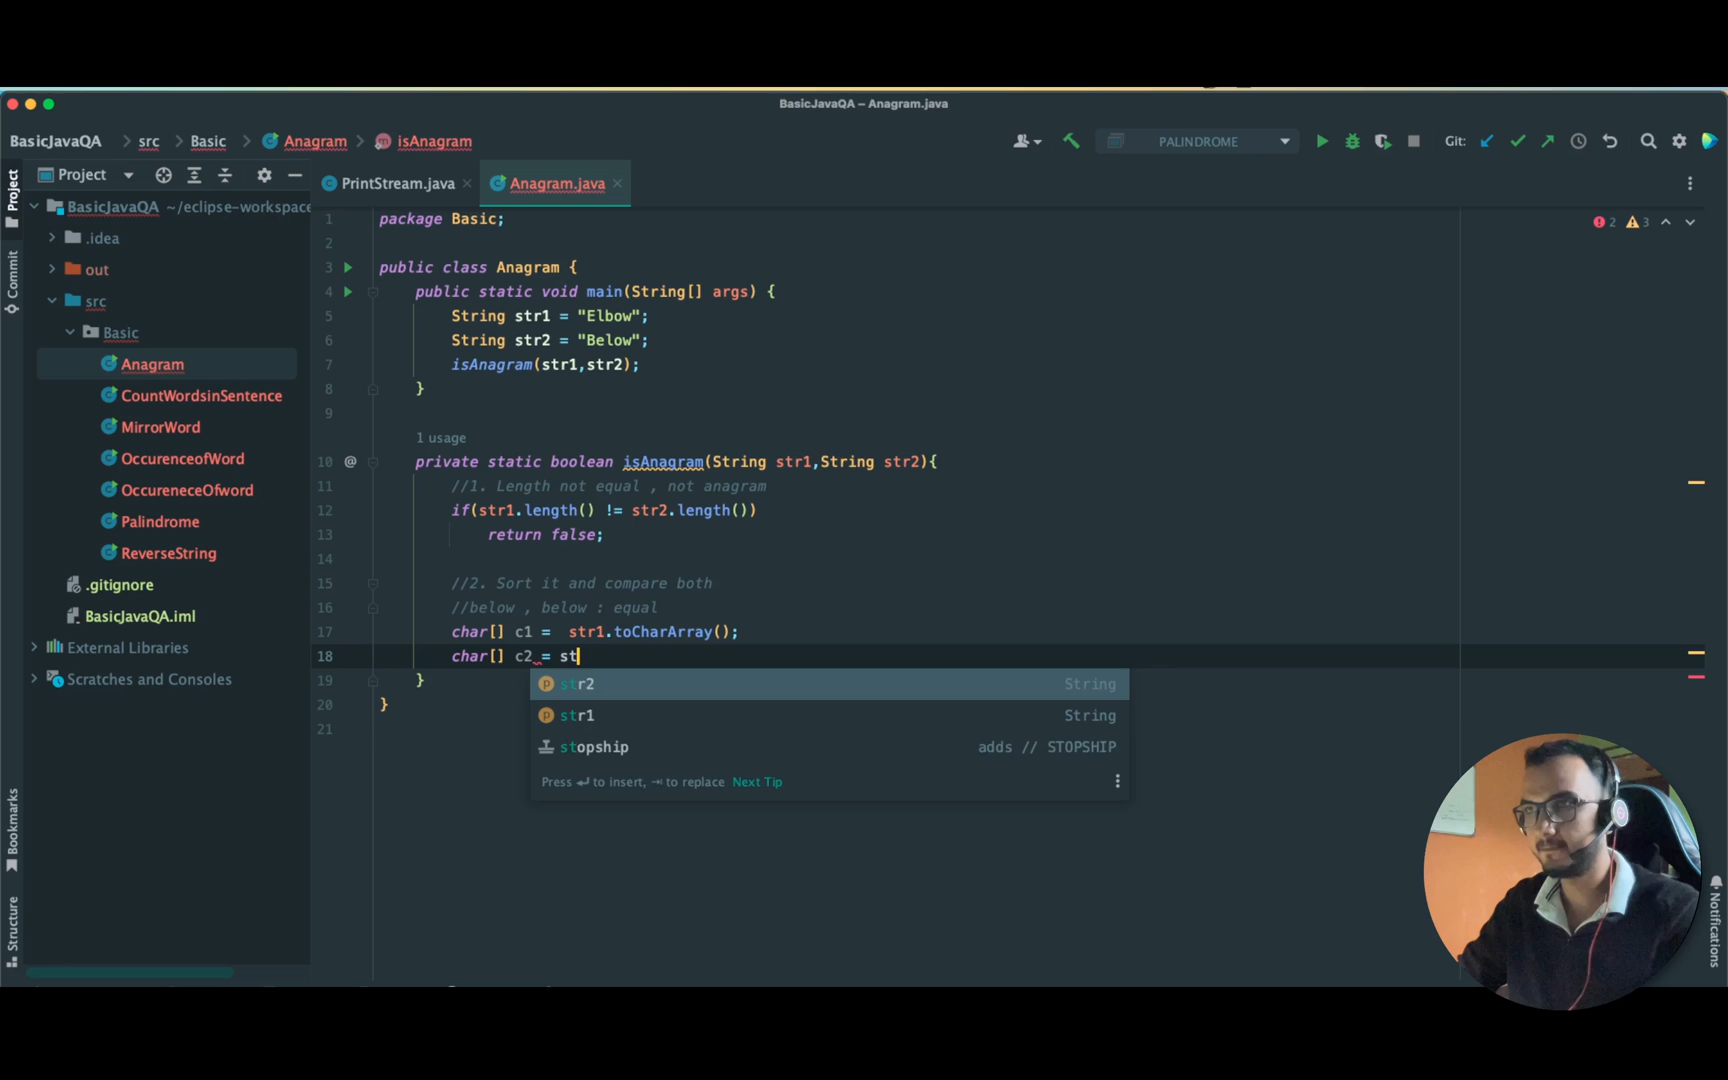 BasicJavaQA – Anagram.java
BasicJavaQA src Basic Anagram isAnagram
PALINDROME
Git:
Project
PrintStream.java
Anagram.java
Project
Commit
Bookmarks
Structure
Notifications
BasicJavaQA ~/eclipse-workspace
.idea
out
src
Basic
Anagram
CountWordsinSentence
MirrorWord
OccurenceofWord
OccureneceOfword
Palindrome
ReverseString
.gitignore
BasicJavaQA.iml
External Libraries
Scratches and Consoles
2 3
1 package Basic;
2
3 public class Anagram {
4 public static void main(String[] args) {
5 String str1 = "Elbow";
6 String str2 = "Below";
7 isAnagram(str1,str2);
8 }
9
1 usage
10 @ private static boolean isAnagram(String str1,String str2){
11 //1. Length not equal , not anagram
12 if(str1.length() != str2.length())
13 return false;
14
15 //2. Sort it and compare both
16 //below , below : equal
17 char[] c1 =  str1.toCharArray();
18 char[] c2 = st
19 }
20 }
21
str2 String
str1 String
stopship adds // STOPSHIP
Press ↵ to insert, ⇥ to replace Next Tip